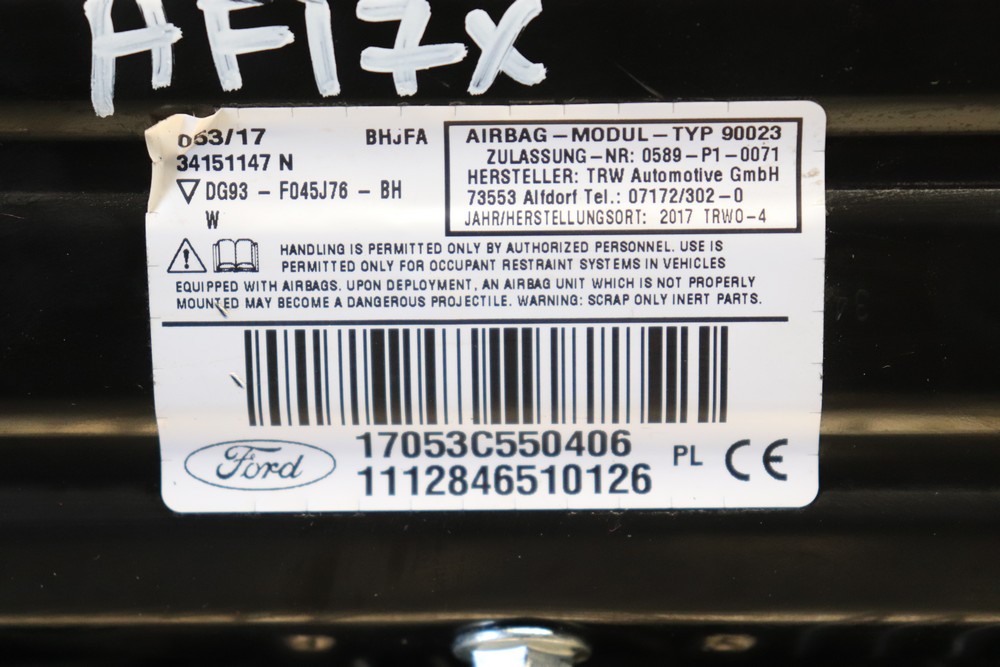 AF17X
053/17 BHJFA
34151147 N
DG93 - F045J76 - BH
W
AIRBAG-MODUL-TYP 90023
ZULASSUNG-NR: 0589-P1-0071
HERSTELLER: TRW Automotive GmbH
73553 Alfdorf Tel.: 07172/302-0
JAHR/HERSTELLUNGSORT: 2017 TRWO-4
HANDLING IS PERMITTED ONLY BY AUTHORIZED PERSONNEL. USE IS
PERMITTED ONLY FOR OCCUPANT RESTRAINT SYSTEMS IN VEHICLES
EQUIPPED WITH AIRBAGS. UPON DEPLOYMENT, AN AIRBAG UNIT WHICH IS NOT PROPERLY
MOUNTED MAY BECOME A DANGEROUS PROJECTILE. WARNING: SCRAP ONLY INERT PARTS.
17053C550406
1112846510126
Ford
PL CE